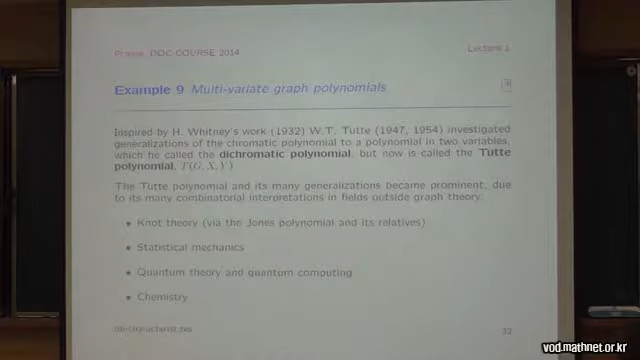 Prague, DOC-COURSE 2014
Lecture 1
Example 9 Multi-variate graph polynomials
Inspired by H. Whitney's work (1932) W.T. Tutte (1947, 1954) investigated
generalizations of the chromatic polynomial to a polynomial in two variables,
which he called the dichromatic polynomial, but now is called the Tutte
polynomial, T(G, X, Y)
The Tutte polynomial and its many generalizations became prominent, due
to its many combinatorial interpretations in fields outside graph theory:
• Knot theory (via the Jones polynomial and its relatives)
• Statistical mechanics
• Quantum theory and quantum computing
• Chemistry
32
vod.mathnet.or.kr